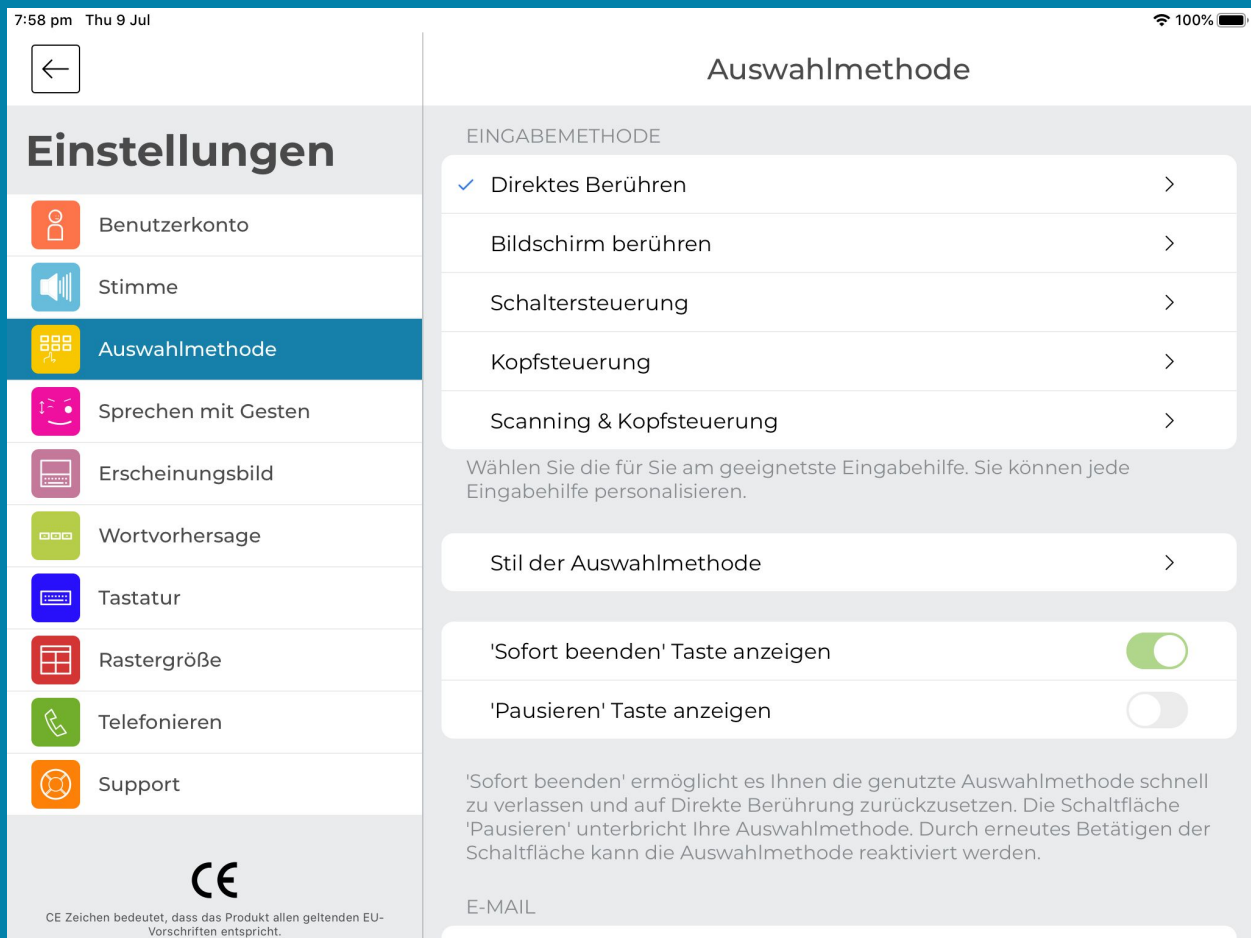 7:58 pm Thu 9 Jul
100%
Auswahlmethode
Einstellungen
Benutzerkonto
Stimme
Auswahlmethode
Sprechen mit Gesten
Erscheinungsbild
Wortvorhersage
Tastatur
Rastergröße
Telefonieren
Support
CE
CE Zeichen bedeutet, dass das Produkt allen geltenden EU-
Vorschriften entspricht.
EINGABEMETHODE
Direktes Berühren
Bildschirm berühren
Schaltersteuerung
Kopfsteuerung
Scanning & Kopfsteuerung
Wählen Sie die für Sie am geeignetste Eingabehilfe. Sie können jede
Eingabehilfe personalisieren.
Stil der Auswahlmethode
'Sofort beenden' Taste anzeigen
'Pausieren' Taste anzeigen
'Sofort beenden' ermöglicht es Ihnen die genutzte Auswahlmethode schnell
zu verlassen und auf Direkte Berührung zurückzusetzen. Die Schaltfläche
'Pausieren' unterbricht Ihre Auswahlmethode. Durch erneutes Betätigen der
Schaltfläche kann die Auswahlmethode reaktiviert werden.
E-MAIL